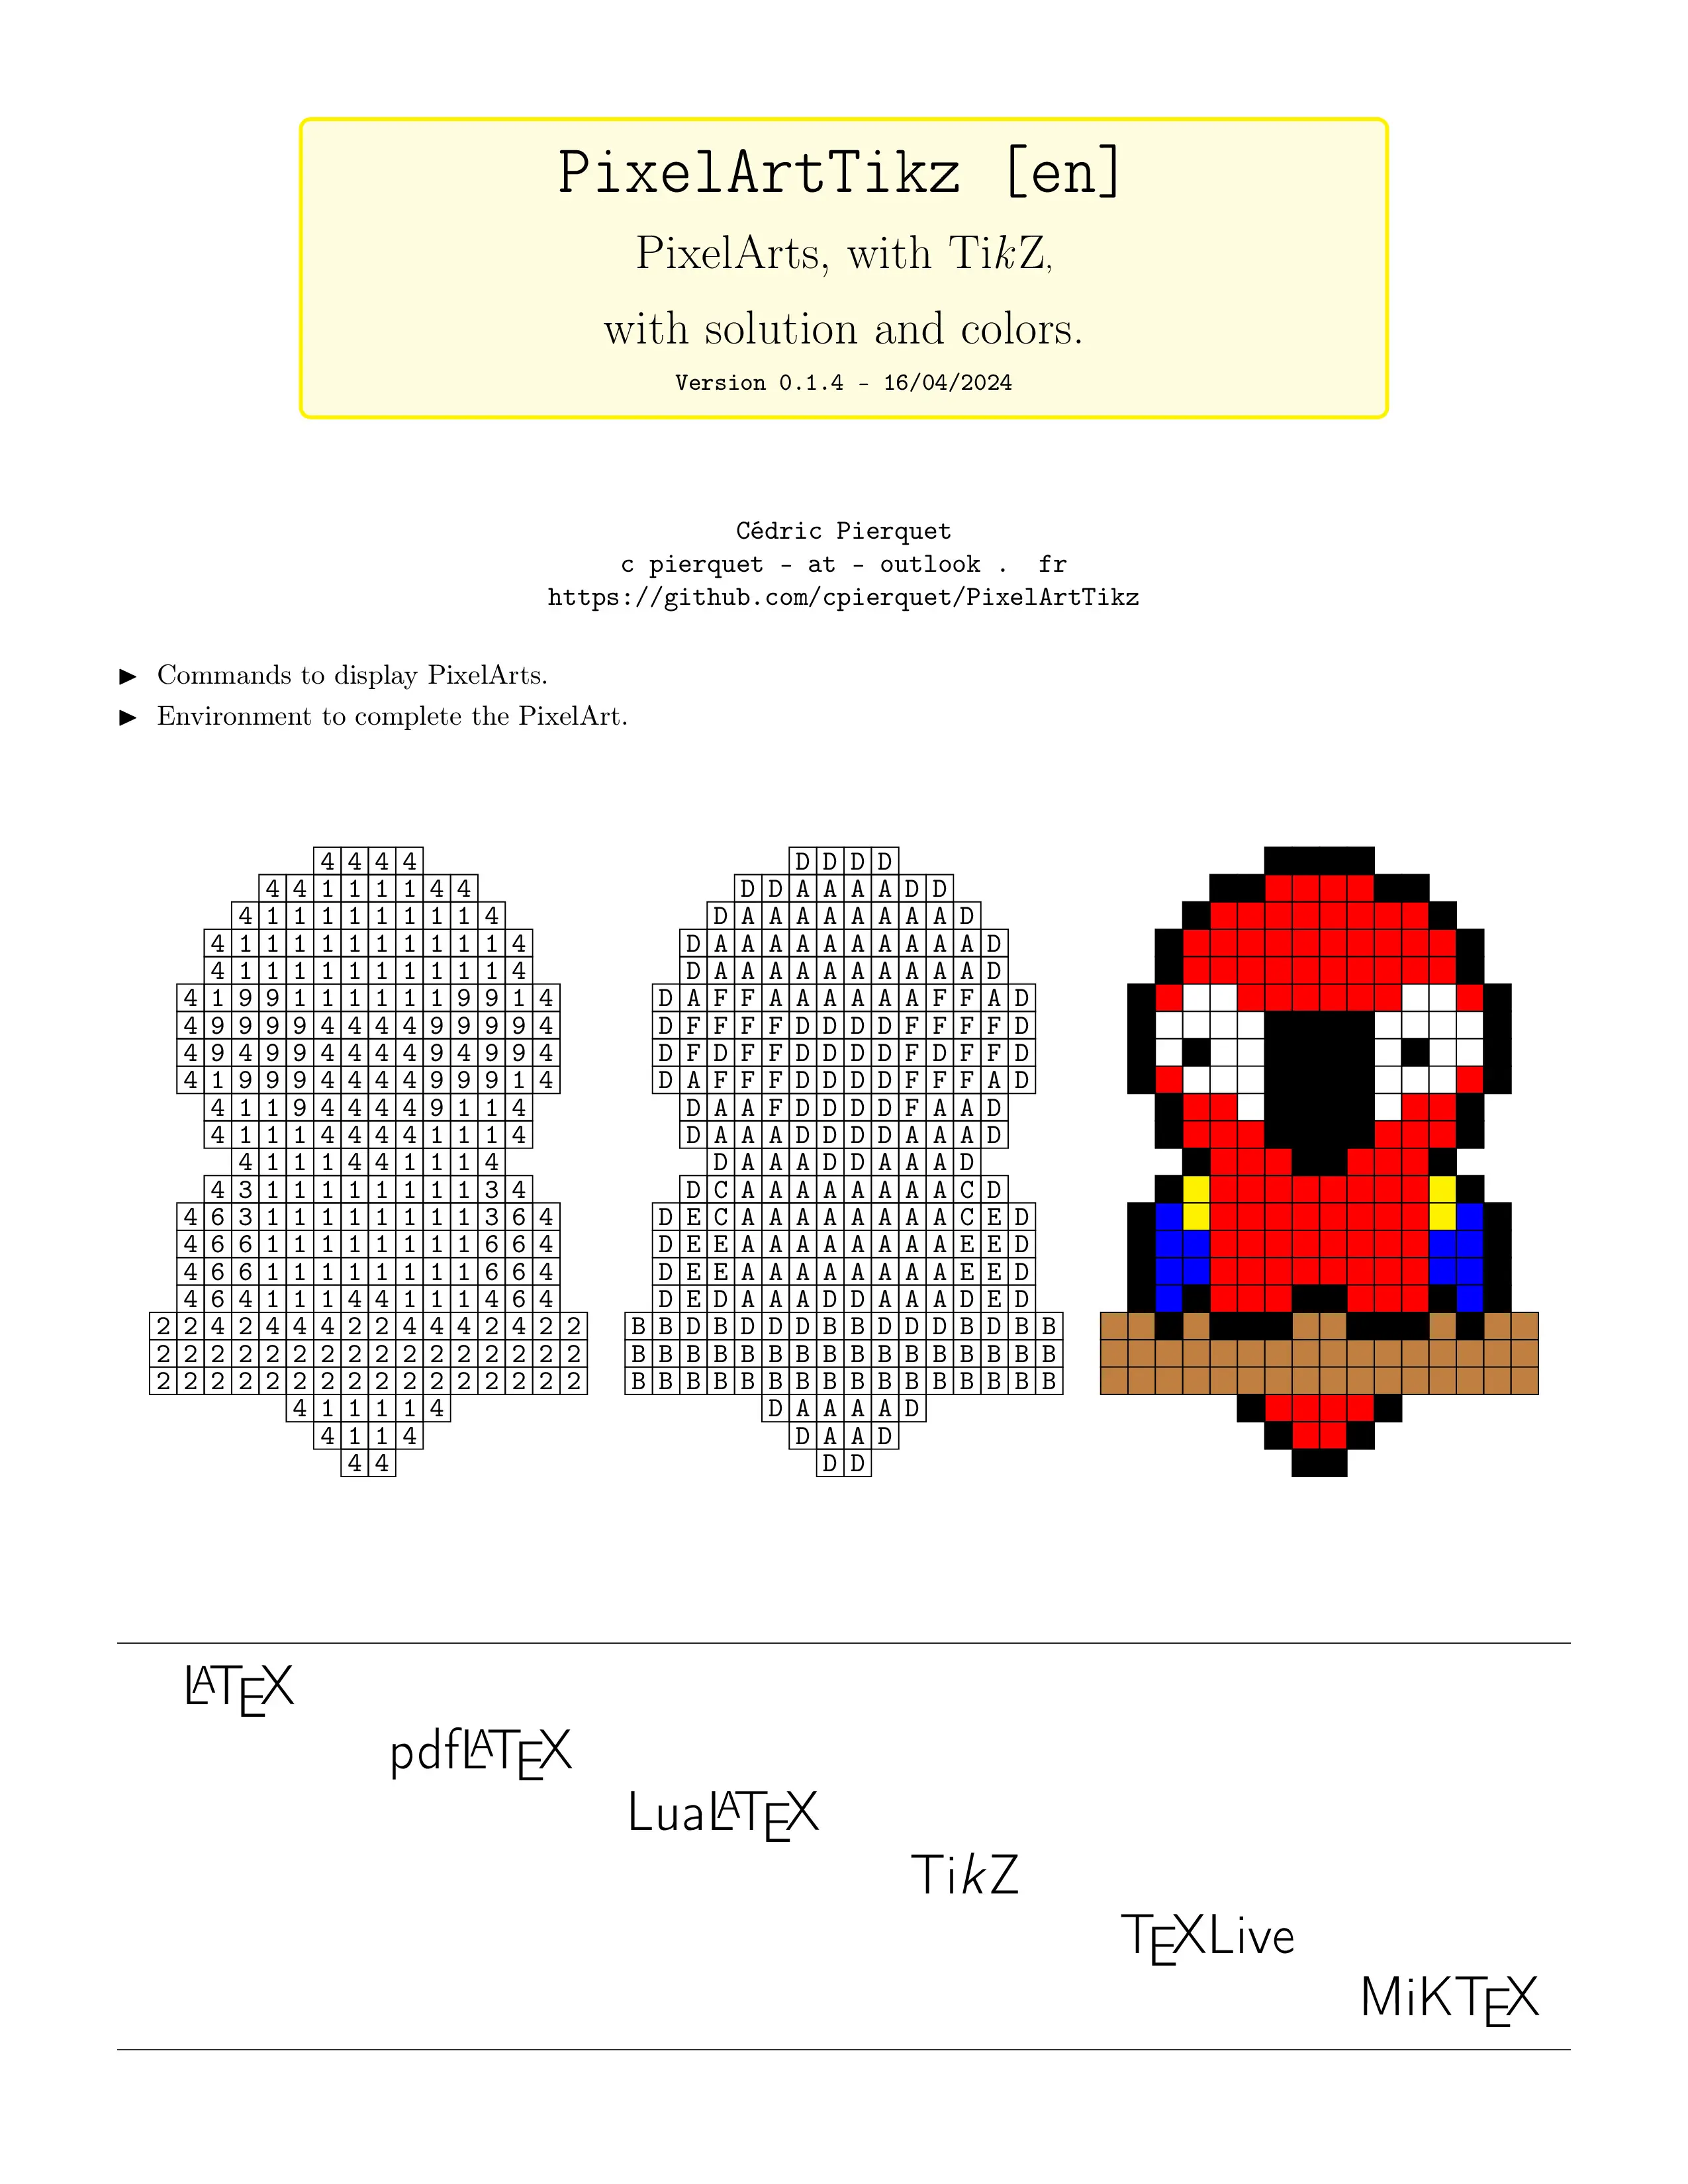 PixelArtTikz [en]
PixelArts, with TikZ,
with solution and colors.
Version 0.1.4 - 16/04/2024
Cédric Pierquet
c pierquet - at - outlook . fr
https://github.com/cpierquet/PixelArtTikz
▶ Commands to display PixelArts.
▶ Environment to complete the PixelArt.
4 4 4 4
4 4 1 1 1 1 4 4
4 1 1 1 1 1 1 1 1 4
4 1 1 1 1 1 1 1 1 1 1 4
4 1 1 1 1 1 1 1 1 1 1 4
4 1 9 9 1 1 1 1 1 1 9 9 1 4
4 9 9 9 9 4 4 4 4 9 9 9 9 4
4 9 4 9 9 4 4 4 4 9 4 9 9 4
4 1 9 9 9 4 4 4 4 9 9 9 1 4
4 1 1 9 4 4 4 4 9 1 1 4
4 1 1 1 4 4 4 4 1 1 1 4
4 1 1 1 4 4 1 1 1 4
4 3 1 1 1 1 1 1 1 1 3 4
4 6 3 1 1 1 1 1 1 1 1 3 6 4
4 6 6 1 1 1 1 1 1 1 1 6 6 4
4 6 6 1 1 1 1 1 1 1 1 6 6 4
4 6 4 1 1 1 4 4 1 1 1 4 6 4
2 2 4 2 4 4 4 2 2 4 4 4 2 4 2 2
2 2 2 2 2 2 2 2 2 2 2 2 2 2 2 2
2 2 2 2 2 2 2 2 2 2 2 2 2 2 2 2
4 1 1 1 1 4
4 1 1 4
4 4
D D D D
D D A A A A D D
D A A A A A A A A D
D A A A A A A A A A A D
D A A A A A A A A A A D
D A F F A A A A A A F F A D
D F F F F D D D D F F F F D
D F D F F D D D D F D F F D
D A F F F D D D D F F F A D
D A A F D D D D F A A D
D A A A D D D D A A A D
D A A A D D A A A D
D C A A A A A A A A C D
D E C A A A A A A A A C E D
D E E A A A A A A A A E E D
D E E A A A A A A A A E E D
D E D A A A D D A A A D E D
B B D B D D D B B D D D B D B B
B B B B B B B B B B B B B B B B
B B B B B B B B B B B B B B B B
D A A A A D
D A A D
D D
LATEX
pdfLATEX
LuaLATEX
TikZ
TEXLive
MiKTEX